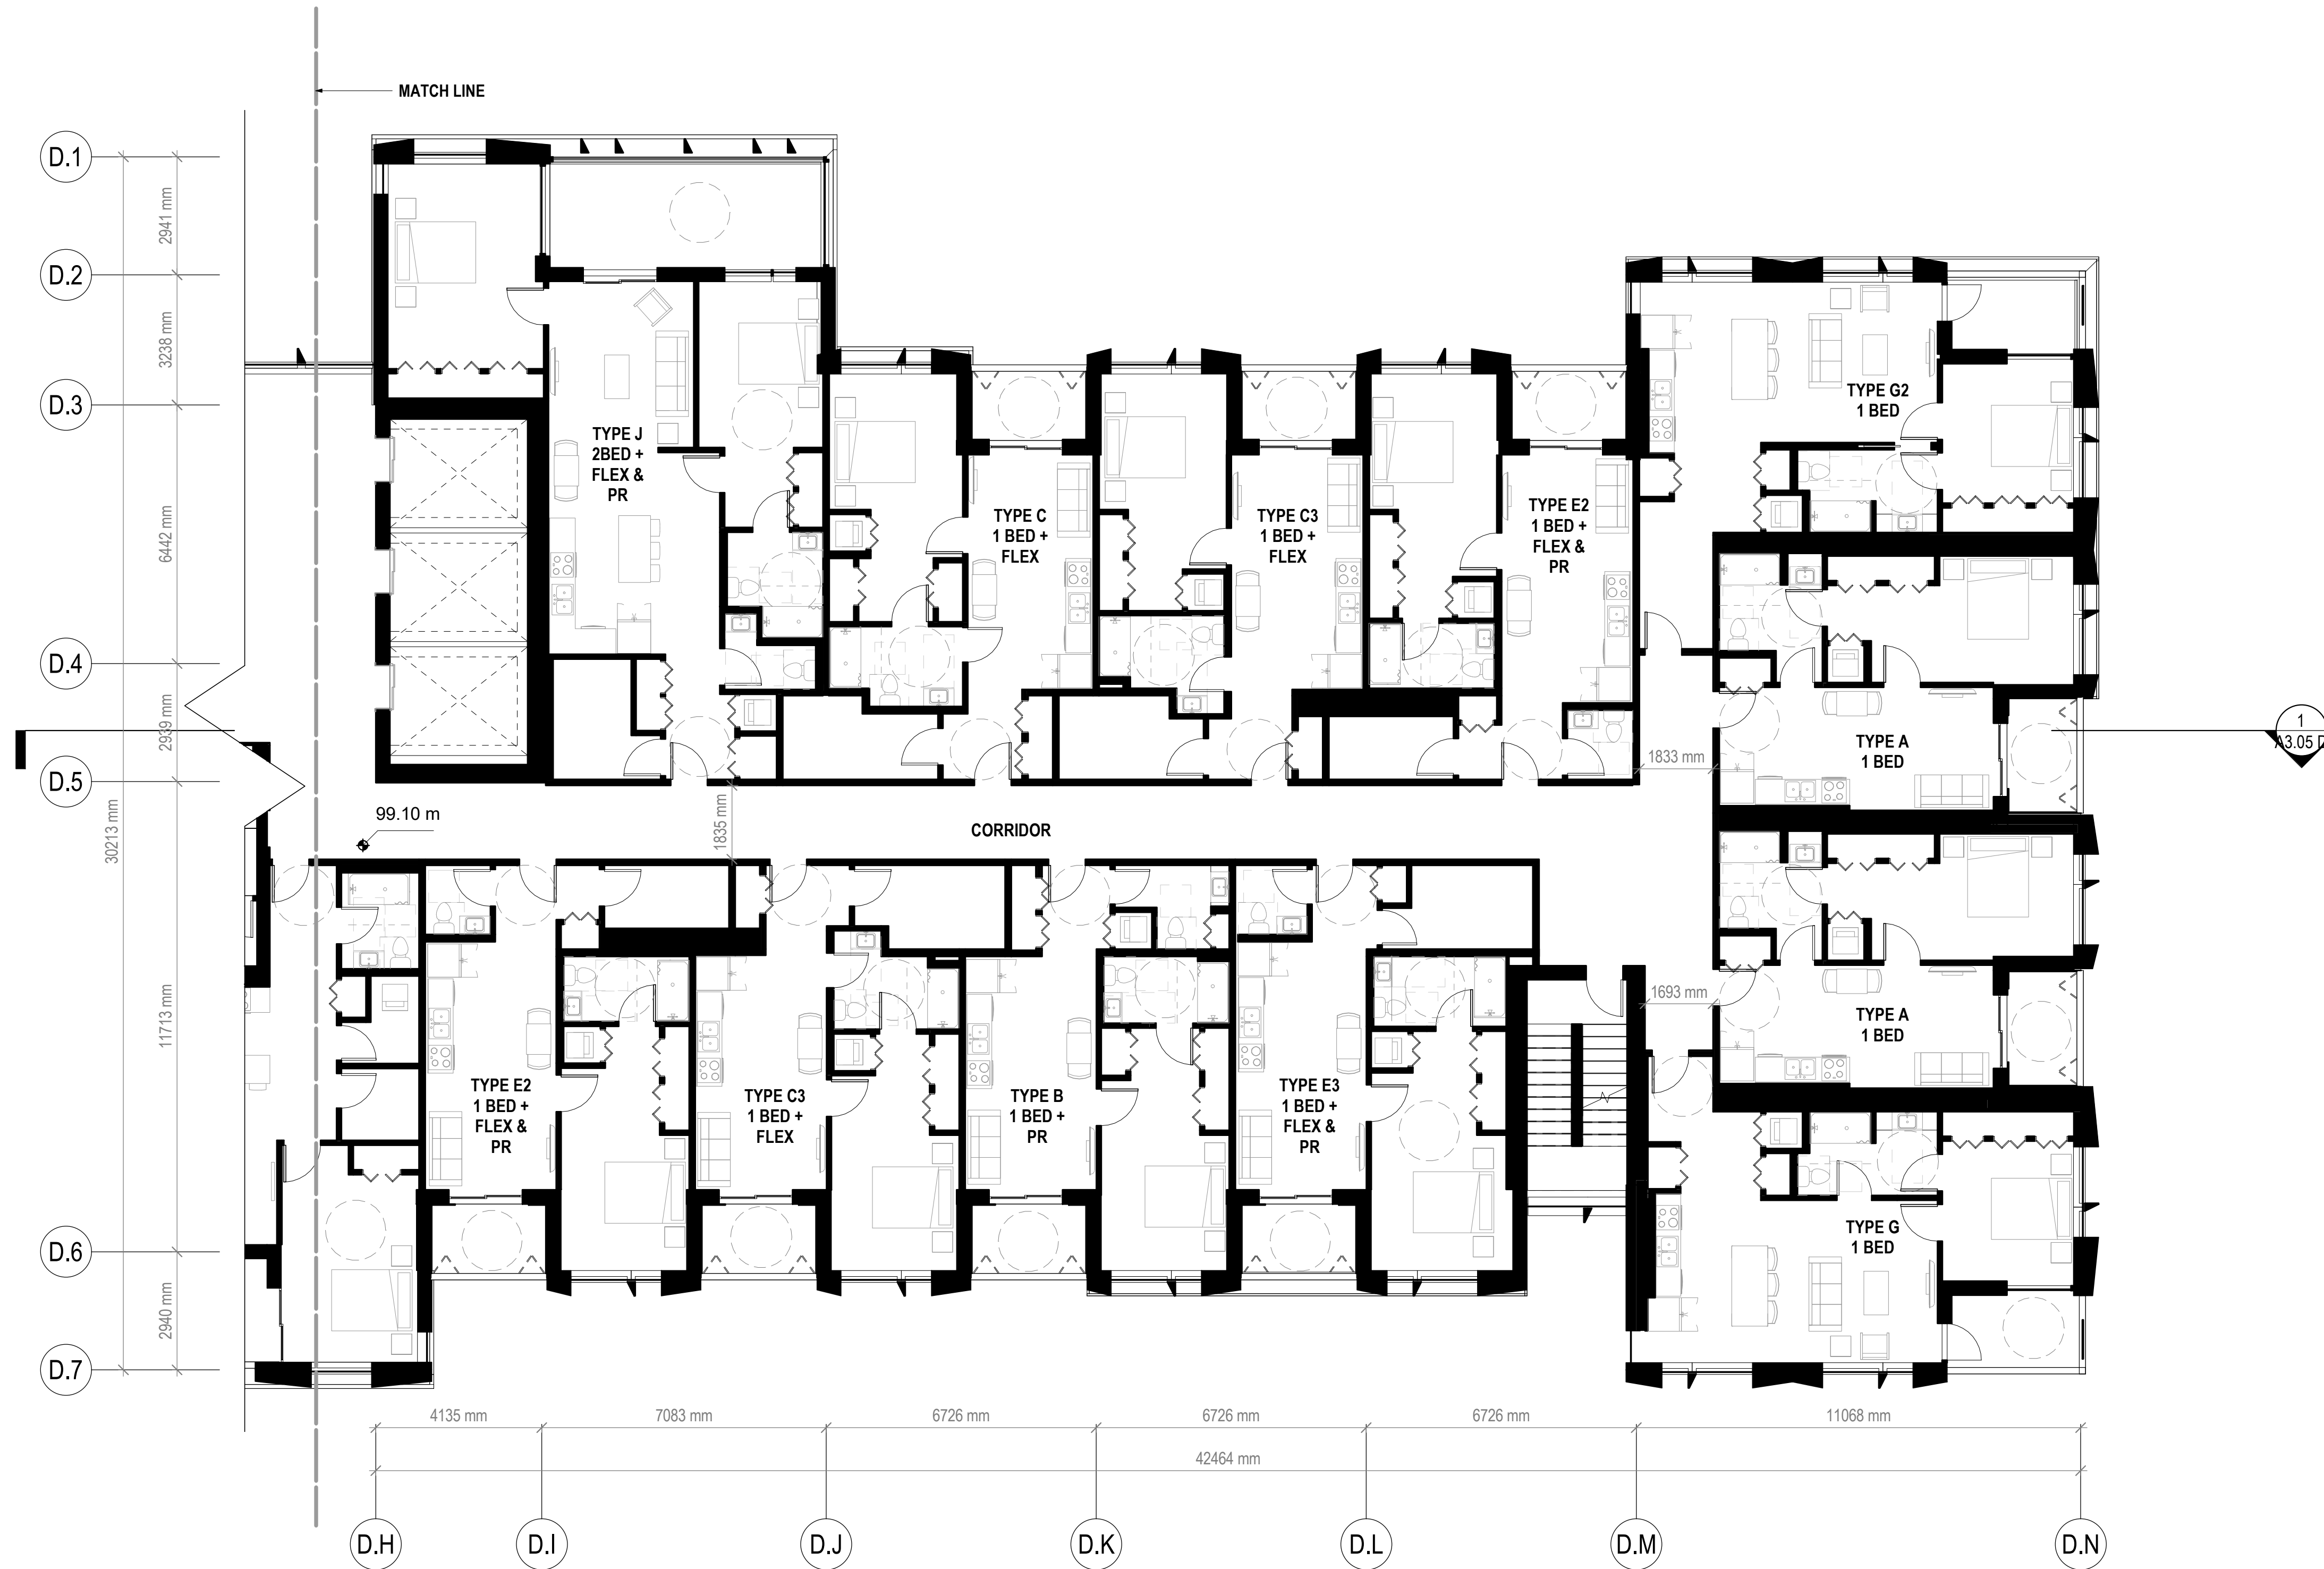 MATCH LINE
D.1
D.2
D.3
D.4
D.5
D.6
D.7
2941 mm
3238 mm
6442 mm
2939 mm
11713 mm
2940 mm
30213 mm
TYPE J
2BED +
FLEX &
PR
TYPE C
1 BED +
FLEX
TYPE C3
1 BED +
FLEX
TYPE E2
1 BED +
FLEX &
PR
TYPE G2
1 BED
TYPE A
1 BED
1833 mm
1
A3.05 D
99.10 m
1835 mm
CORRIDOR
1693 mm
TYPE A
1 BED
TYPE E2
1 BED +
FLEX &
PR
TYPE C3
1 BED +
FLEX
TYPE B
1 BED +
PR
TYPE E3
1 BED +
FLEX &
PR
TYPE G
1 BED
4135 mm
7083 mm
6726 mm
6726 mm
6726 mm
11068 mm
42464 mm
D.H
D.I
D.J
D.K
D.L
D.M
D.N